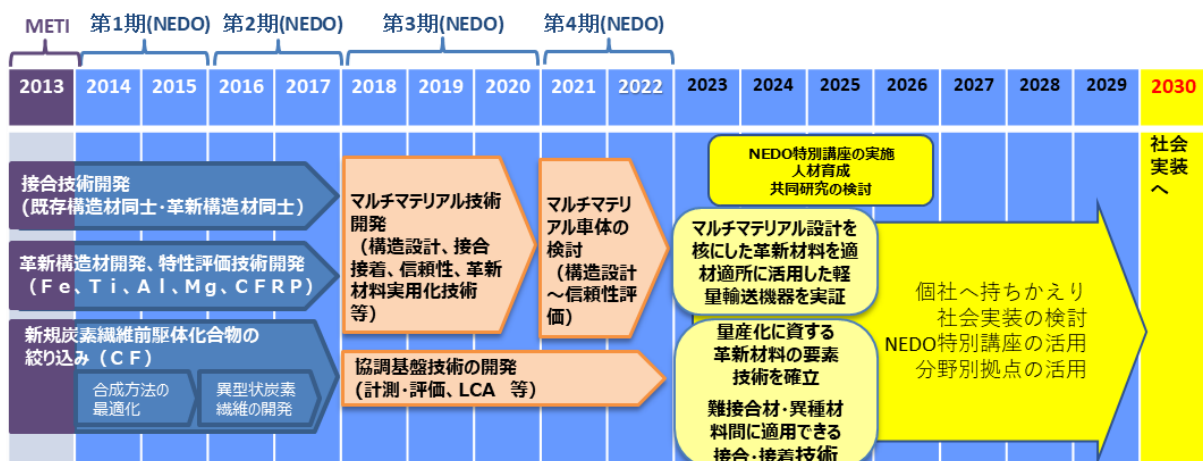 METI 第1期(NEDO) 第2期(NEDO) 第3期(NEDO) 第4期(NEDO)
2013 2014 2015 2016 2017 2018 2019 2020 2021 2022 2023 2024 2025 2026 2027 2028 2029 2030
接合技術開発
(既存構造材同士・革新構造材同士)
革新構造材開発、特性評価技術開発
(Fe、Ti、Al、Mg、CFRP)
新規炭素繊維前駆体化合物の
絞り込み(CF)
合成方法の
最適化
異型状炭素
繊維の開発
マルチマテリアル技術
開発
(構造設計、接合
接着、信頼性、革新
材料実用化技術
等)
協調基盤技術の開発
(計測・評価、LCA 等)
マルチマテリ
アル車体の
検討
(構造設計
~信頼性評
価)
NEDO特別講座の実施
人材育成
共同研究の検討
マルチマテリアル設計を
核にした革新材料を適
材適所に活用した軽
量輸送機器を実証
量産化に資する
革新材料の要素
技術を確立
難接合材・異種材
料間に適用できる
接合・接着技術
個社へ持ちかえり
社会実装の検討
NEDO特別講座の活用
分野別拠点の活用
社会
実装
へ